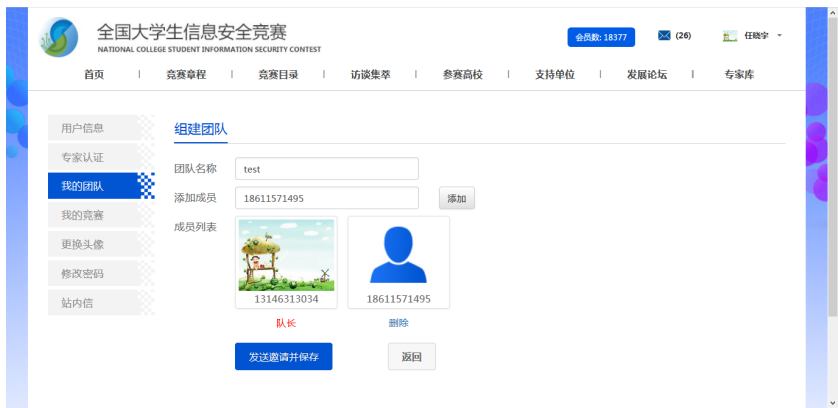 全国大学生信息安全竞赛
NATIONAL COLLEGE STUDENT INFORMATION SECURITY CONTEST
会员数: 18377
(26)
任晓宇
首页 | 竞赛章程 | 竞赛目录 | 访谈集萃 | 参赛高校 | 支持单位 | 发展论坛 | 专家库
用户信息
专家认证
我的团队
我的竞赛
更换头像
修改密码
站内信
组建团队
团队名称 test
添加成员 18611571495 添加
成员列表
13146313034 18611571495
队长 删除
发送邀请并保存 返回